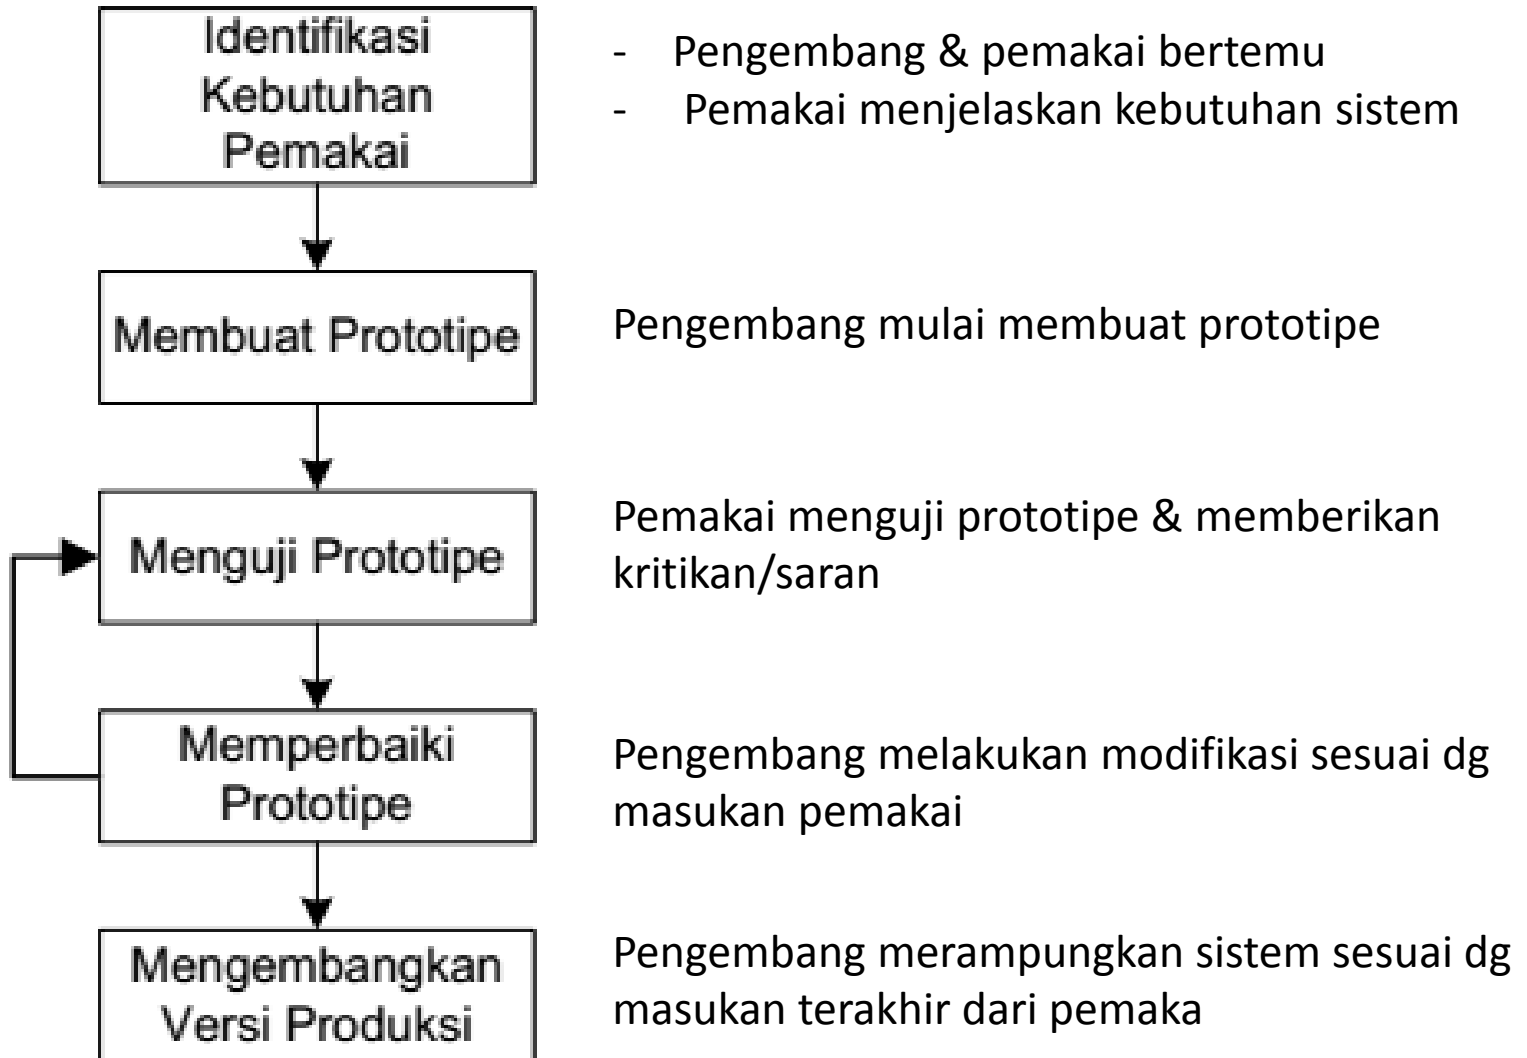 Identifikasi
Kebutuhan
Pemakai
- Pengembang & pemakai bertemu
- Pemakai menjelaskan kebutuhan sistem
Membuat Prototipe
Pengembang mulai membuat prototipe
Menguji Prototipe
Pemakai menguji prototipe & memberikan
kritikan/saran
Memperbaiki
Prototipe
Pengembang melakukan modifikasi sesuai dg
masukan pemakai
Mengembangkan
Versi Produksi
Pengembang merampungkan sistem sesuai dg
masukan terakhir dari pemaka